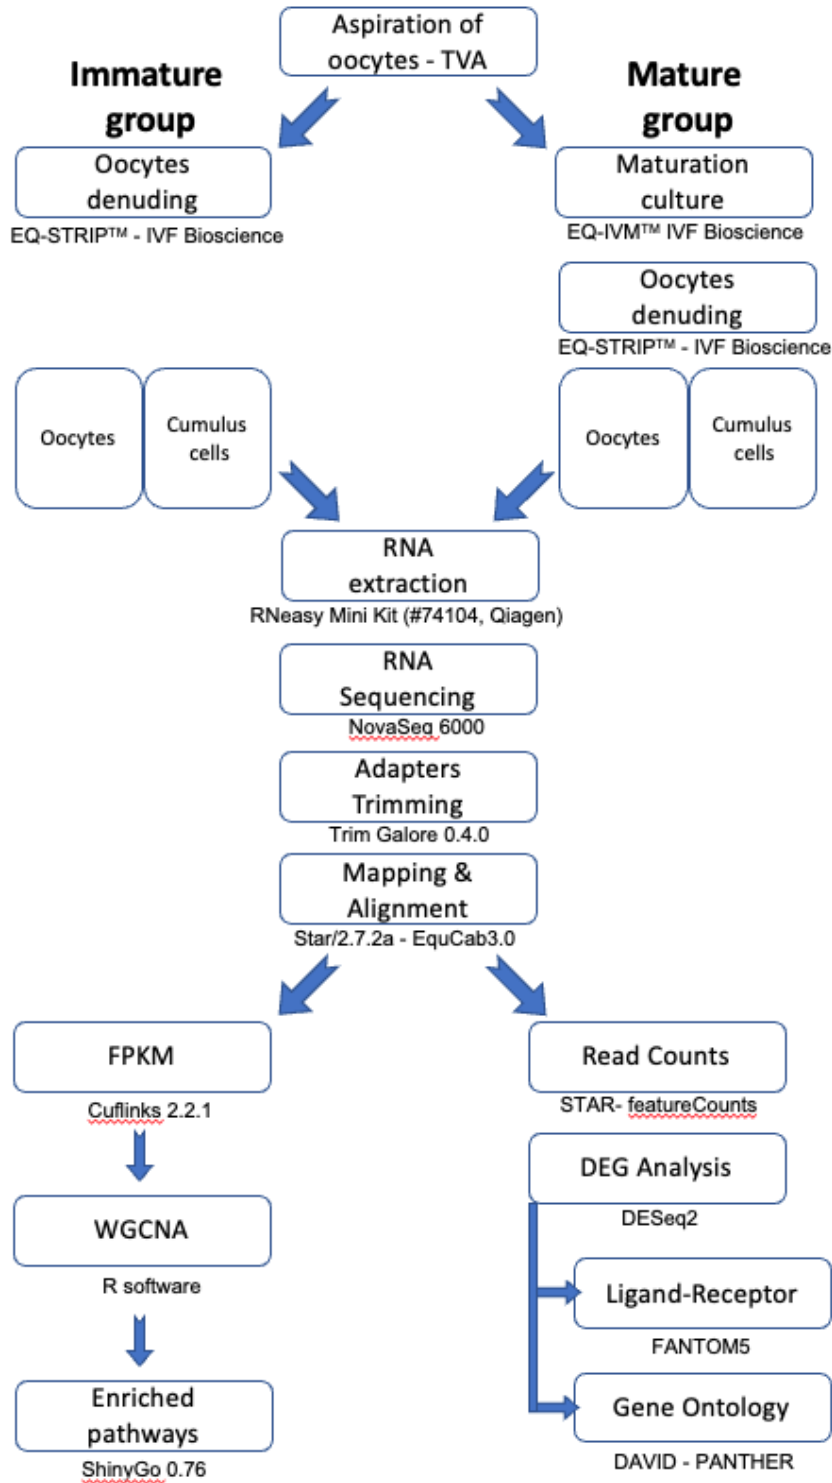 Aspiration of
oocytes - TVA
Immature
group
Mature
group
Oocytes
denuding
EQ-STRIP™ - IVF Bioscience
Maturation
culture
EQ-IVM™ IVF Bioscience
Oocytes
denuding
EQ-STRIP™ - IVF Bioscience
Oocytes
Cumulus
cells
Oocytes
Cumulus
cells
RNA
extraction
RNeasy Mini Kit (#74104, Qiagen)
RNA
Sequencing
NovaSeq 6000
Adapters
Trimming
Trim Galore 0.4.0
Mapping &
Alignment
Star/2.7.2a - EquCab3.0
FPKM
Cuflinks 2.2.1
WGCNA
R software
Enriched
pathways
ShinyGo 0.76
Read Counts
STAR- featureCounts
DEG Analysis
DESeq2
Ligand-Receptor
FANTOM5
Gene Ontology
DAVID - PANTHER